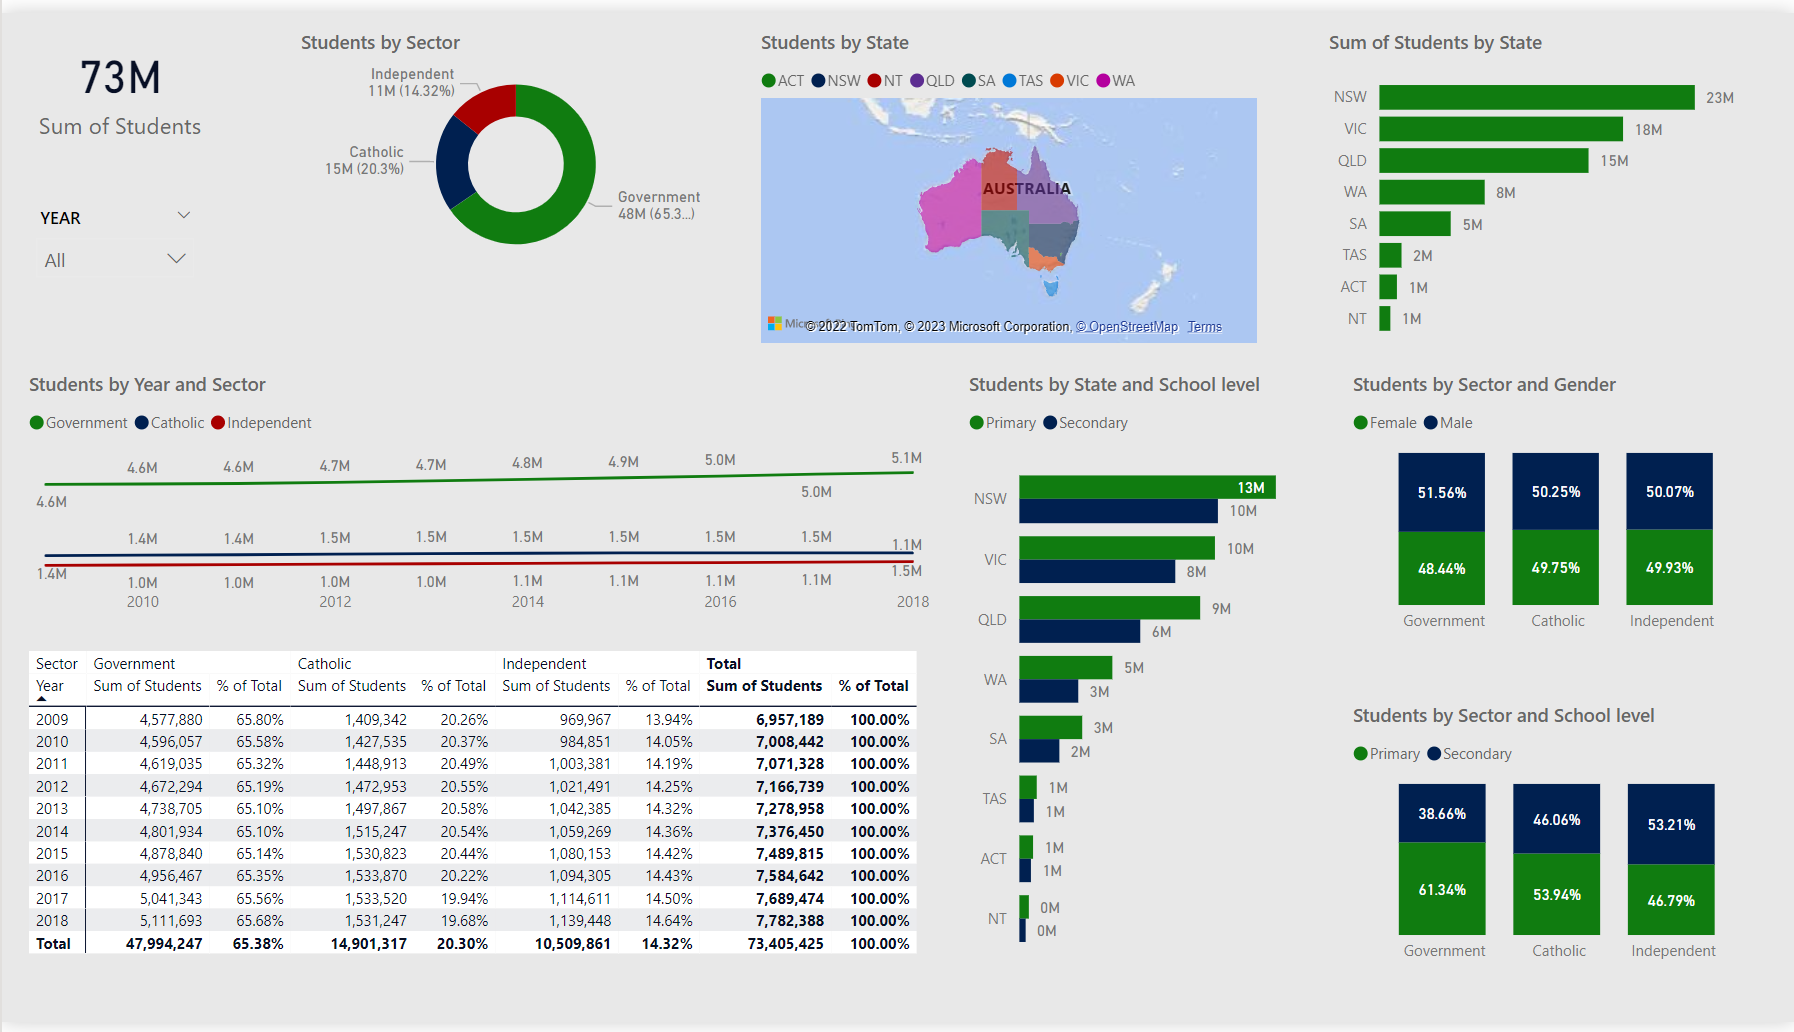 73M
Sum of Students
YEAR
All
Students by Sector
Independent
11M (14.32%)
Catholic
15M (20.3%)
Government
48M (65.3...)
Students by State
ACT NSW NT QLD SA TAS VIC WA
AUSTRALIA
© 2022 TomTom, © 2023 Microsoft Corporation, © OpenStreetMap Terms
Sum of Students by State
NSW 23M
VIC 18M
QLD 15M
WA 8M
SA 5M
TAS 2M
ACT 1M
NT 1M
Students by Year and Sector
Government Catholic Independent
4.6M 4.6M 4.7M 4.7M 4.8M 4.9M 5.0M 5.1M
4.6M 5.0M
1.4M 1.4M 1.5M 1.5M 1.5M 1.5M 1.5M 1.5M 1.1M
1.4M 1.0M 1.0M 1.0M 1.0M 1.1M 1.1M 1.1M 1.1M 1.5M
2010 2012 2014 2016 2018
Sector Government Catholic Independent Total
Year Sum of Students % of Total Sum of Students % of Total Sum of Students % of Total Sum of Students % of Total
2009 4,577,880 65.80% 1,409,342 20.26% 969,967 13.94% 6,957,189 100.00%
2010 4,596,057 65.58% 1,427,535 20.37% 984,851 14.05% 7,008,442 100.00%
2011 4,619,035 65.32% 1,448,913 20.49% 1,003,381 14.19% 7,071,328 100.00%
2012 4,672,294 65.19% 1,472,953 20.55% 1,021,491 14.25% 7,166,739 100.00%
2013 4,738,705 65.10% 1,497,867 20.58% 1,042,385 14.32% 7,278,958 100.00%
2014 4,801,934 65.10% 1,515,247 20.54% 1,059,269 14.36% 7,376,450 100.00%
2015 4,878,840 65.14% 1,530,823 20.44% 1,080,153 14.42% 7,489,815 100.00%
2016 4,956,467 65.35% 1,533,870 20.22% 1,094,305 14.43% 7,584,642 100.00%
2017 5,041,343 65.56% 1,533,520 19.94% 1,114,611 14.50% 7,689,474 100.00%
2018 5,111,693 65.68% 1,531,247 19.68% 1,139,448 14.64% 7,782,388 100.00%
Total 47,994,247 65.38% 14,901,317 20.30% 10,509,861 14.32% 73,405,425 100.00%
Students by State and School level
Primary Secondary
NSW 13M
10M
VIC 10M
8M
QLD 9M
6M
WA 5M
3M
SA 3M
2M
TAS 1M
1M
ACT 1M
1M
NT 0M
0M
Students by Sector and Gender
Female Male
51.56% 50.25% 50.07%
48.44% 49.75% 49.93%
Government Catholic Independent
Students by Sector and School level
Primary Secondary
38.66% 46.06% 53.21%
61.34% 53.94% 46.79%
Government Catholic Independent